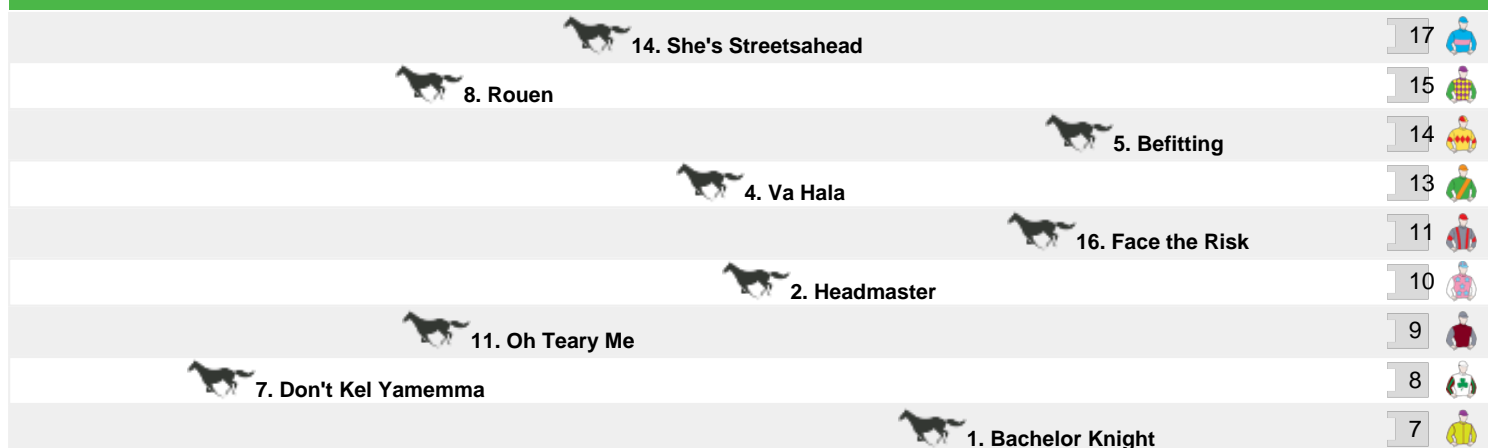 14. She's Streetsahead 17
8. Rouen 15
5. Befitting 14
4. Va Hala 13
16. Face the Risk 11
2. Headmaster 10
11. Oh Teary Me 9
7. Don't Kel Yamemma 8
1. Bachelor Knight 7